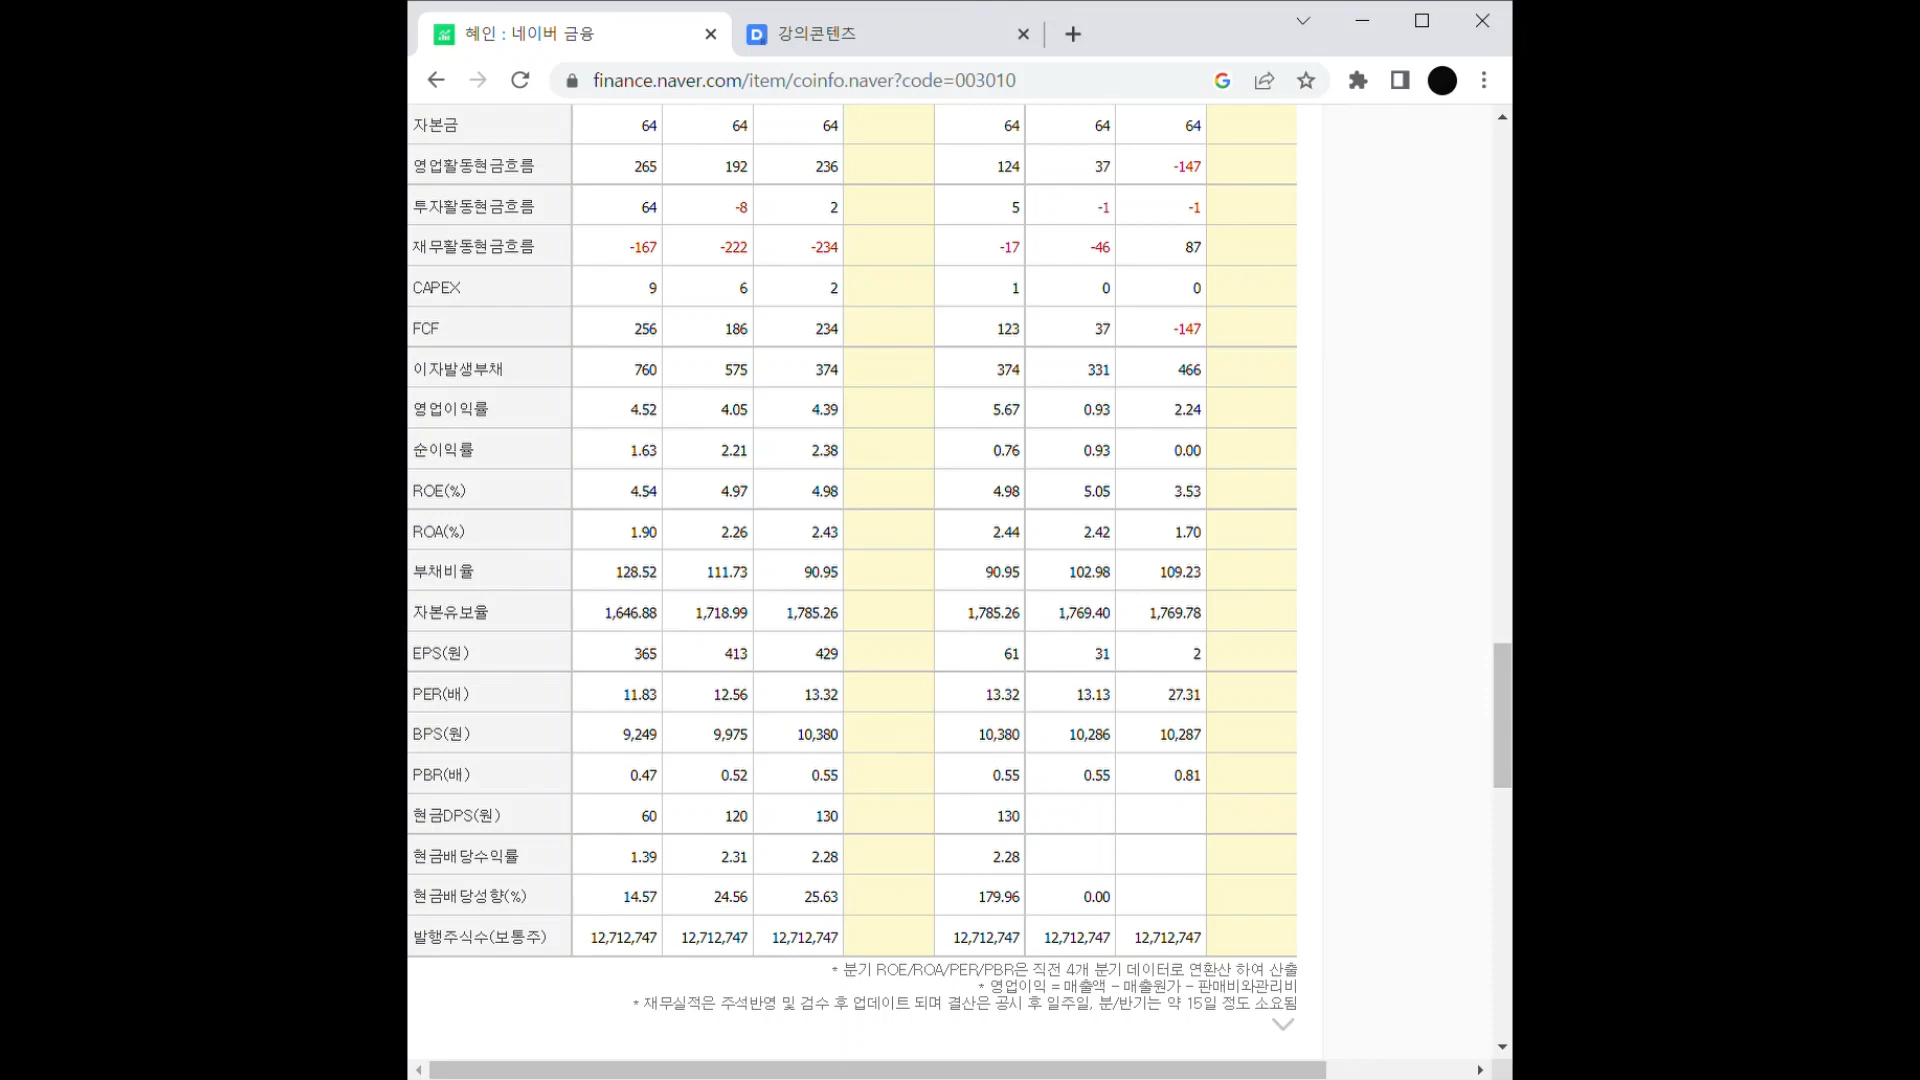 혜인 : 네이버 금융
강의콘텐츠
finance.naver.com/item/coinfo.naver?code=003010
자본금 64 64 64 64 64 64
영업활동현금흐름 265 192 236 124 37 -147
투자활동현금흐름 64 -8 2 5 -1 -1
재무활동현금흐름 -167 -222 -234 -17 -46 87
CAPEX 9 6 2 1 0 0
FCF 256 186 234 123 37 -147
이자발생부채 760 575 374 374 331 466
영업이익률 4.52 4.05 4.39 5.67 0.93 2.24
순이익률 1.63 2.21 2.38 0.76 0.93 0.00
ROE(%) 4.54 4.97 4.98 4.98 5.05 3.53
ROA(%) 1.90 2.26 2.43 2.44 2.42 1.70
부채비율 128.52 111.73 90.95 90.95 102.98 109.23
자본유보율 1,646.88 1,718.99 1,785.26 1,785.26 1,769.40 1,769.78
EPS(원) 365 413 429 61 31 2
PER(배) 11.83 12.56 13.32 13.32 13.13 27.31
BPS(원) 9,249 9,975 10,380 10,380 10,286 10,287
PBR(배) 0.47 0.52 0.55 0.55 0.55 0.81
현금DPS(원) 60 120 130 130
현금배당수익률 1.39 2.31 2.28 2.28
현금배당성향(%) 14.57 24.56 25.63 179.96 0.00
발행주식수(보통주) 12,712,747 12,712,747 12,712,747 12,712,747 12,712,747 12,712,747
* 분기 ROE/ROA/PER/PBR은 직전 4개 분기 데이터로 연환산 하여 산출
* 영업이익 = 매출액 - 매출원가 - 판매비와관리비
* 재무실적은 주석반영 및 검수 후 업데이트 되며 결산은 공시 후 일주일, 분/반기는 약 15일 정도 소요됨